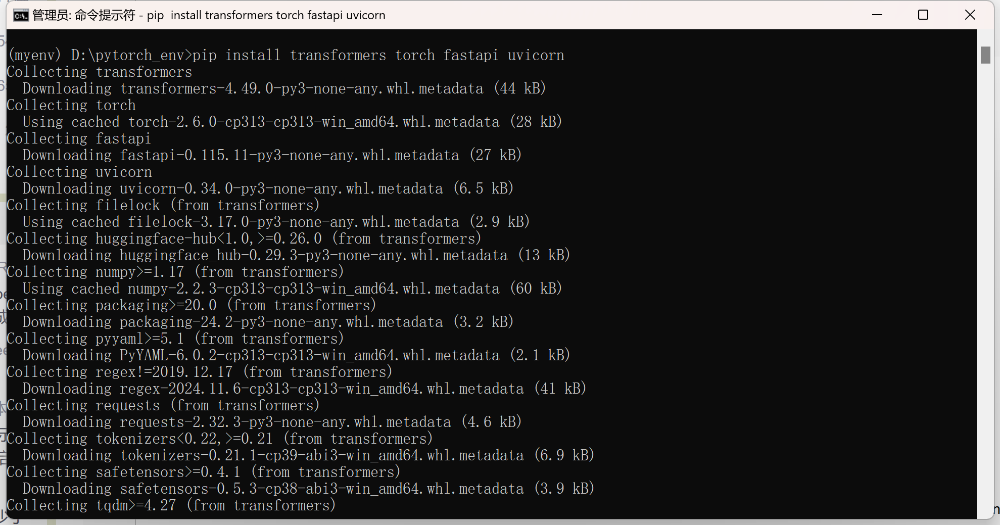 管理员: 命令提示符 - pip  install transformers torch fastapi uvicorn
(myenv) D:\pytorch_env>pip install transformers torch fastapi uvicorn
Collecting transformers
  Downloading transformers-4.49.0-py3-none-any.whl.metadata (44 kB)
Collecting torch
  Using cached torch-2.6.0-cp313-cp313-win_amd64.whl.metadata (28 kB)
Collecting fastapi
  Downloading fastapi-0.115.11-py3-none-any.whl.metadata (27 kB)
Collecting uvicorn
  Downloading uvicorn-0.34.0-py3-none-any.whl.metadata (6.5 kB)
Collecting filelock (from transformers)
  Using cached filelock-3.17.0-py3-none-any.whl.metadata (2.9 kB)
Collecting huggingface-hub<1.0,>=0.26.0 (from transformers)
  Downloading huggingface_hub-0.29.3-py3-none-any.whl.metadata (13 kB)
Collecting numpy>=1.17 (from transformers)
  Using cached numpy-2.2.3-cp313-cp313-win_amd64.whl.metadata (60 kB)
Collecting packaging>=20.0 (from transformers)
  Downloading packaging-24.2-py3-none-any.whl.metadata (3.2 kB)
Collecting pyyaml>=5.1 (from transformers)
  Downloading PyYAML-6.0.2-cp313-cp313-win_amd64.whl.metadata (2.1 kB)
Collecting regex!=2019.12.17 (from transformers)
  Downloading regex-2024.11.6-cp313-cp313-win_amd64.whl.metadata (41 kB)
Collecting requests (from transformers)
  Downloading requests-2.32.3-py3-none-any.whl.metadata (4.6 kB)
Collecting tokenizers<0.22,>=0.21 (from transformers)
  Downloading tokenizers-0.21.1-cp39-abi3-win_amd64.whl.metadata (6.9 kB)
Collecting safetensors>=0.4.1 (from transformers)
  Downloading safetensors-0.5.3-cp38-abi3-win_amd64.whl.metadata (3.9 kB)
Collecting tqdm>=4.27 (from transformers)